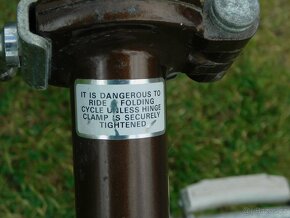 IT IS DANGEROUS TO
RIDE A FOLDING
CYCLE UNLESS HINGE
CLAMP IS SECURELY
TIGHTENED